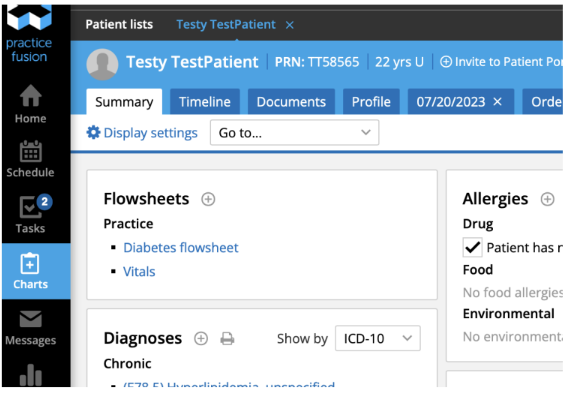 practice
fusion
Home
Schedule
2
Tasks
Charts
Messages
Patient lists Testy TestPatient ×
Testy TestPatient PRN: TT58565 22 yrs U Invite to Patient Por
Summary Timeline Documents Profile 07/20/2023 × Orde
Display settings Go to...
Flowsheets
Practice
Diabetes flowsheet
Vitals
Diagnoses Show by ICD-10
Chronic
(E78.5) Hyperlipidemia, unspecified
Allergies
Drug
Patient has
Food
No food allergies
Environmental
No environment